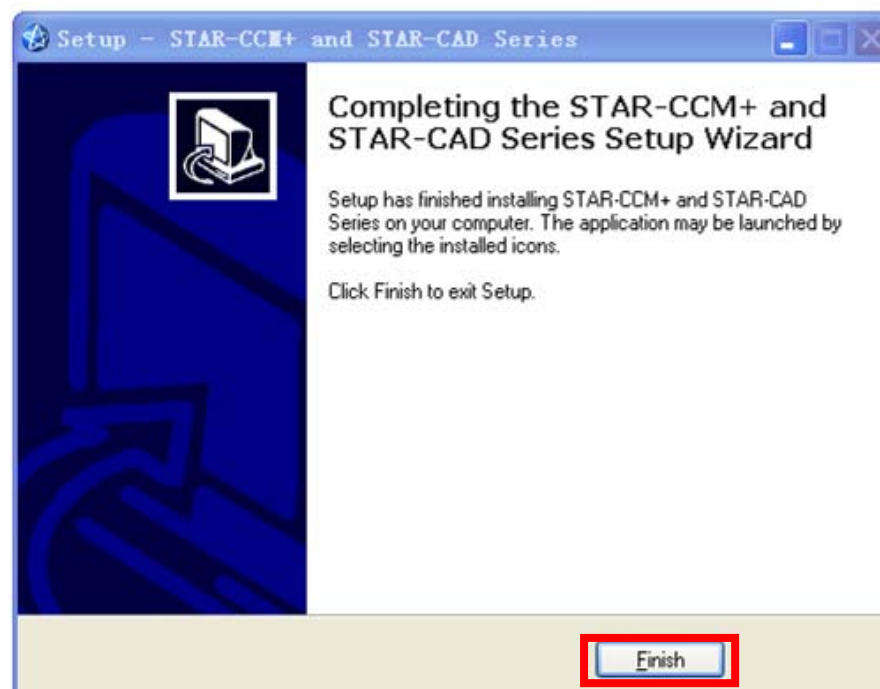 Setup - STAR-CCM+ and STAR-CAD Series
Completing the STAR-CCM+ and
STAR-CAD Series Setup Wizard
Setup has finished installing STAR-CCM+ and STAR-CAD
Series on your computer. The application may be launched by
selecting the installed icons.
Click Finish to exit Setup.
Finish